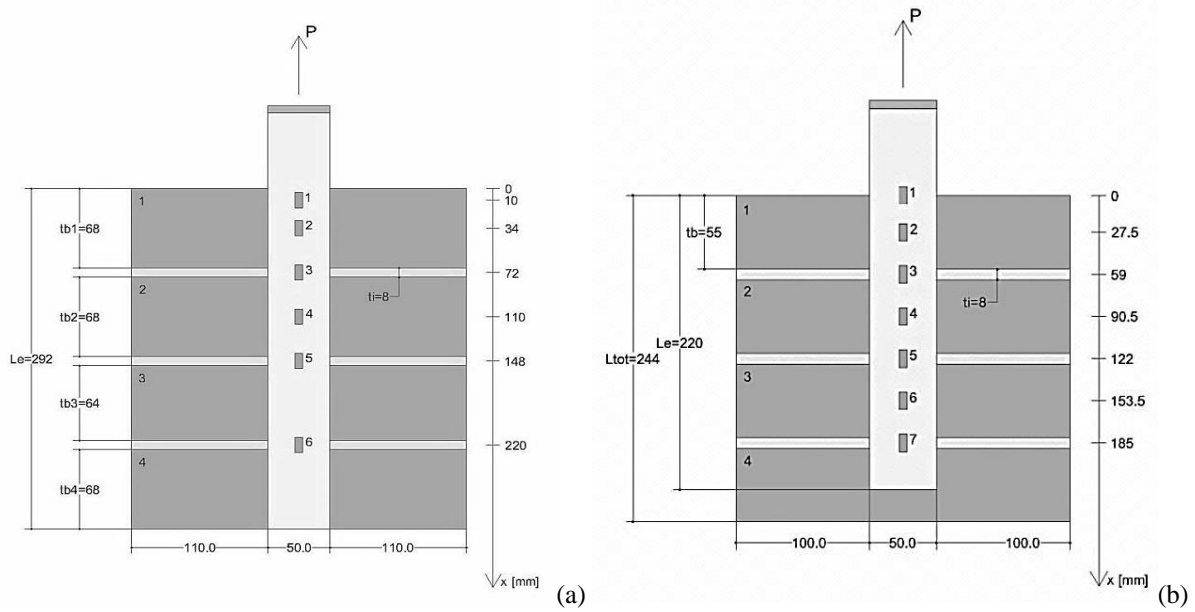 P
1
1
0
10
tb1=68
2
34
3
72
ti=8
2
4
110
tb2=68
Le=292
5
148
3
tb3=64
6
220
4
tb4=68
110.0
50.0
110.0
x [mm]
(a)
P
1
1
0
tb=55
2
27.5
3
59
ti=8
2
4
90.5
Le=220
Ltot=244
5
122
3
6
153.5
7
185
4
100.0
50.0
100.0
x [mm]
(b)